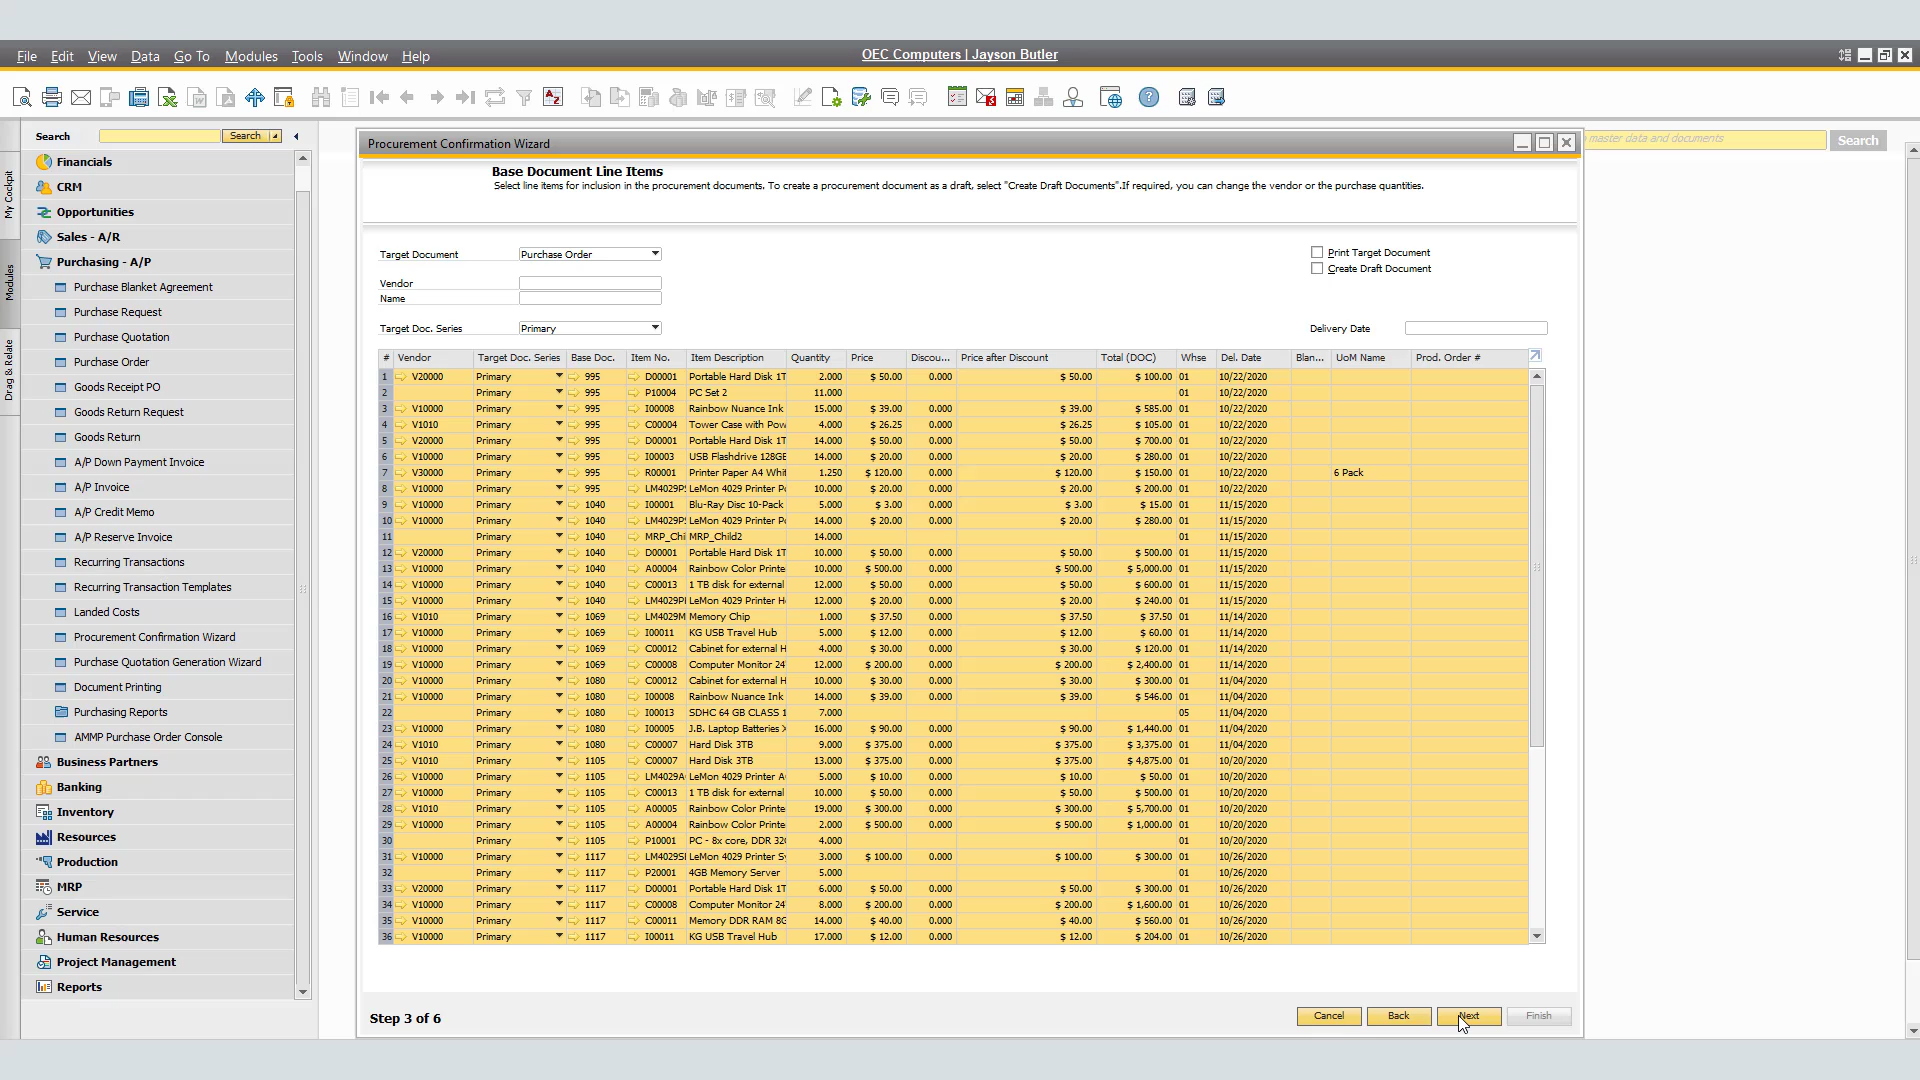 OEC Computers | Jayson Butler
File Edit View Data Go To Modules Tools Window Help
Search Search
My Cockpit
Modules
Drag & Relate
Financials
CRM
Opportunities
Sales - A/R
Purchasing - A/P
Purchase Blanket Agreement
Purchase Request
Purchase Quotation
Purchase Order
Goods Receipt PO
Goods Return Request
Goods Return
A/P Down Payment Invoice
A/P Invoice
A/P Credit Memo
A/P Reserve Invoice
Recurring Transactions
Recurring Transaction Templates
Landed Costs
Procurement Confirmation Wizard
Purchase Quotation Generation Wizard
Document Printing
Purchasing Reports
AMMP Purchase Order Console
Business Partners
Banking
Inventory
Resources
Production
MRP
Service
Human Resources
Project Management
Reports
master data and documents Search
Procurement Confirmation Wizard
Base Document Line Items
Select line items for inclusion in the procurement documents. To create a procurement document as a draft, select "Create Draft Documents".If required, you can change the vendor or the purchase quantities.
Target Document Purchase Order
Print Target Document
Create Draft Document
Vendor
Name
Target Doc. Series Primary
Delivery Date
# Vendor Target Doc. Series Base Doc. Item No. Item Description Quantity Price Discou... Price after Discount Total (DOC) Whse Del. Date Blan... UoM Name Prod. Order #
1 V20000 Primary 995 D00001 Portable Hard Disk 1T 2.000 $ 50.00 0.000 $ 50.00 $ 100.00 01 10/22/2020
2 Primary 995 P10004 PC Set 2 11.000 01 10/22/2020
3 V10000 Primary 995 I00008 Rainbow Nuance Ink 15.000 $ 39.00 0.000 $ 39.00 $ 585.00 01 10/22/2020
4 V1010 Primary 995 C00004 Tower Case with Pow 4.000 $ 26.25 0.000 $ 26.25 $ 105.00 01 10/22/2020
5 V20000 Primary 995 D00001 Portable Hard Disk 1T 14.000 $ 50.00 0.000 $ 50.00 $ 700.00 01 10/22/2020
6 V10000 Primary 995 I00003 USB Flashdrive 128GE 14.000 $ 20.00 0.000 $ 20.00 $ 280.00 01 10/22/2020
7 V30000 Primary 995 R00001 Printer Paper A4 Whit 1.250 $ 120.00 0.000 $ 120.00 $ 150.00 01 10/22/2020 6 Pack
8 V10000 Primary 995 LM4029P LeMon 4029 Printer Po 10.000 $ 20.00 0.000 $ 20.00 $ 200.00 01 10/22/2020
9 V10000 Primary 1040 I00001 Blu-Ray Disc 10-Pack 5.000 $ 3.00 0.000 $ 3.00 $ 15.00 01 11/15/2020
10 V10000 Primary 1040 LM4029P LeMon 4029 Printer Po 14.000 $ 20.00 0.000 $ 20.00 $ 280.00 01 11/15/2020
11 Primary 1040 MRP_Chi MRP_Child2 14.000 01 11/15/2020
12 V20000 Primary 1040 D00001 Portable Hard Disk 1T 10.000 $ 50.00 0.000 $ 50.00 $ 500.00 01 11/15/2020
13 V10000 Primary 1040 A00004 Rainbow Color Printe 10.000 $ 500.00 0.000 $ 500.00 $ 5,000.00 01 11/15/2020
14 V10000 Primary 1040 C00013 1 TB disk for external 12.000 $ 50.00 0.000 $ 50.00 $ 600.00 01 11/15/2020
15 V10000 Primary 1040 LM4029P LeMon 4029 Printer H 12.000 $ 20.00 0.000 $ 20.00 $ 240.00 01 11/15/2020
16 V1010 Primary 1069 LM4029M Memory Chip 1.000 $ 37.50 0.000 $ 37.50 $ 37.50 01 11/14/2020
17 V10000 Primary 1069 I00011 KG USB Travel Hub 5.000 $ 12.00 0.000 $ 12.00 $ 60.00 01 11/14/2020
18 V10000 Primary 1069 C00012 Cabinet for external H 4.000 $ 30.00 0.000 $ 30.00 $ 120.00 01 11/14/2020
19 V10000 Primary 1069 C00008 Computer Monitor 24 12.000 $ 200.00 0.000 $ 200.00 $ 2,400.00 01 11/14/2020
20 V10000 Primary 1080 C00012 Cabinet for external H 10.000 $ 30.00 0.000 $ 30.00 $ 300.00 01 11/04/2020
21 V10000 Primary 1080 I00008 Rainbow Nuance Ink 14.000 $ 39.00 0.000 $ 39.00 $ 546.00 01 11/04/2020
22 Primary 1080 I00013 SDHC 64 GB CLASS 1 7.000 05 11/04/2020
23 V10000 Primary 1080 I00005 J.B. Laptop Batteries X 16.000 $ 90.00 0.000 $ 90.00 $ 1,440.00 01 11/04/2020
24 V1010 Primary 1080 C00007 Hard Disk 3TB 9.000 $ 375.00 0.000 $ 375.00 $ 3,375.00 01 11/04/2020
25 V1010 Primary 1105 C00007 Hard Disk 3TB 13.000 $ 375.00 0.000 $ 375.00 $ 4,875.00 01 10/20/2020
26 V10000 Primary 1105 LM4029A LeMon 4029 Printer A 5.000 $ 10.00 0.000 $ 10.00 $ 50.00 01 10/20/2020
27 V10000 Primary 1105 C00013 1 TB disk for external 10.000 $ 50.00 0.000 $ 50.00 $ 500.00 01 10/20/2020
28 V1010 Primary 1105 A00005 Rainbow Color Printe 19.000 $ 300.00 0.000 $ 300.00 $ 5,700.00 01 10/20/2020
29 V10000 Primary 1105 A00004 Rainbow Color Printe 2.000 $ 500.00 0.000 $ 500.00 $ 1,000.00 01 10/20/2020
30 Primary 1105 P10001 PC - 8x core, DDR 32G 4.000 01 10/20/2020
31 V10000 Primary 1117 LM4029S LeMon 4029 Printer Sy 3.000 $ 100.00 0.000 $ 100.00 $ 300.00 01 10/26/2020
32 Primary 1117 P20001 4GB Memory Server 5.000 01 10/26/2020
33 V20000 Primary 1117 D00001 Portable Hard Disk 1T 6.000 $ 50.00 0.000 $ 50.00 $ 300.00 01 10/26/2020
34 V10000 Primary 1117 C00008 Computer Monitor 24 8.000 $ 200.00 0.000 $ 200.00 $ 1,600.00 01 10/26/2020
35 V10000 Primary 1117 C00011 Memory DDR RAM 8G 14.000 $ 40.00 0.000 $ 40.00 $ 560.00 01 10/26/2020
36 V10000 Primary 1117 I00011 KG USB Travel Hub 17.000 $ 12.00 0.000 $ 12.00 $ 204.00 01 10/26/2020
Step 3 of 6
Cancel Back Next Finish